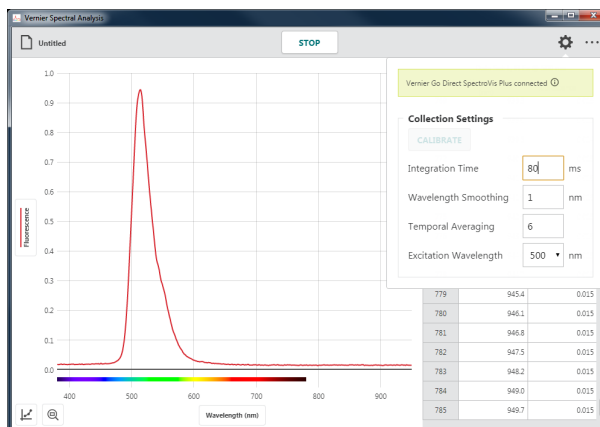 Vernier Spectral Analysis
Untitled
STOP
Vernier Go Direct SpectroVis Plus connected
Collection Settings
CALIBRATE
Integration Time 80 ms
Wavelength Smoothing 1 nm
Temporal Averaging 6
Excitation Wavelength 500 nm
1.0
0.9
0.8
0.7
0.6
0.5
0.4
0.3
0.2
0.1
0.0
Fluorescence
400 500 600 700 800 900
Wavelength (nm)
779 945.4 0.015
780 946.1 0.015
781 946.8 0.015
782 947.5 0.015
783 948.2 0.015
784 949.0 0.015
785 949.7 0.015